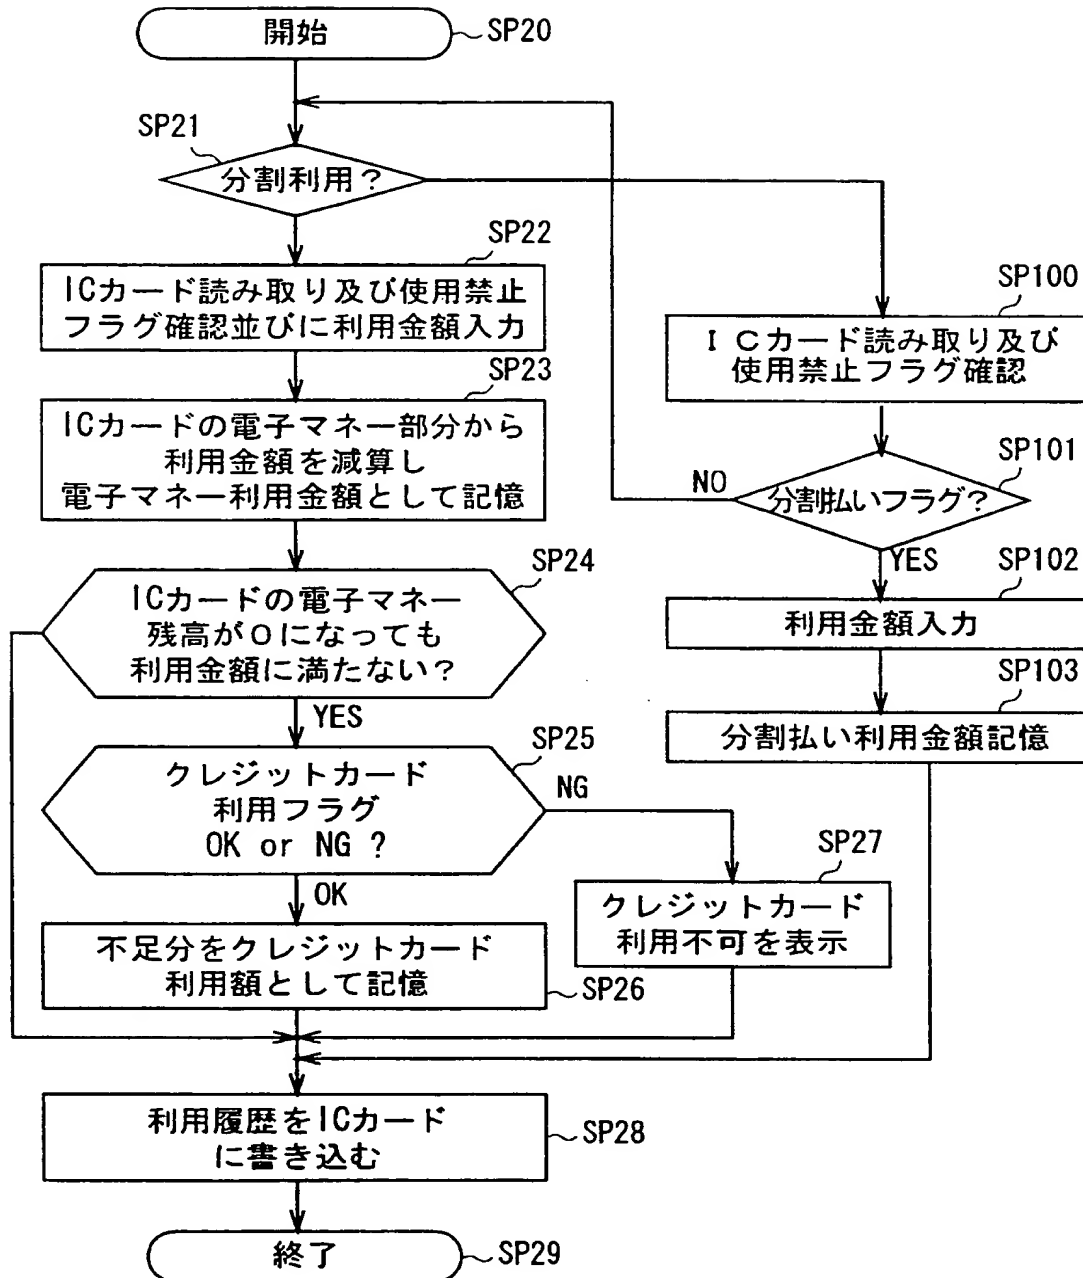 開始
SP20
SP21
分割利用？
SP22
ICカード読み取り及び使用禁止
フラグ確認並びに利用金額入力
SP23
ICカードの電子マネー部分から
利用金額を減算し
電子マネー利用金額として記憶
SP24
ICカードの電子マネー
残高が0になっても
利用金額に満たない？
YES
SP25
クレジットカード
利用フラグ
OK or NG ?
NG
OK
不足分をクレジットカード
利用額として記憶
SP26
SP27
クレジットカード
利用不可を表示
SP100
ＩＣカード読み取り及び
使用禁止フラグ確認
SP101
分割払いフラグ？
NO
YES
SP102
利用金額入力
SP103
分割払い利用金額記憶
利用履歴をICカード
に書き込む
SP28
終了
SP29